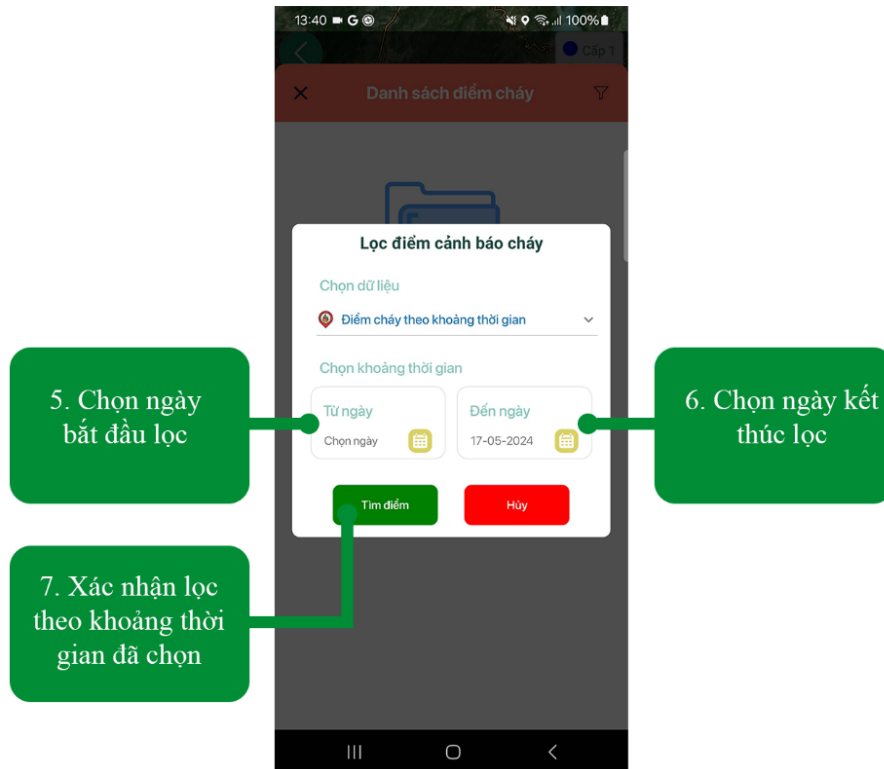 13:40 G 100%
Cấp 1
Danh sách điểm cháy
Lọc điểm cảnh báo cháy
Chọn dữ liệu
Điểm cháy theo khoảng thời gian
Chọn khoảng thời gian
Từ ngày
Chọn ngày
Đến ngày
17-05-2024
Tìm điểm
Hủy
5. Chọn ngày
bắt đầu lọc
6. Chọn ngày kết
thúc lọc
7. Xác nhận lọc
theo khoảng thời
gian đã chọn